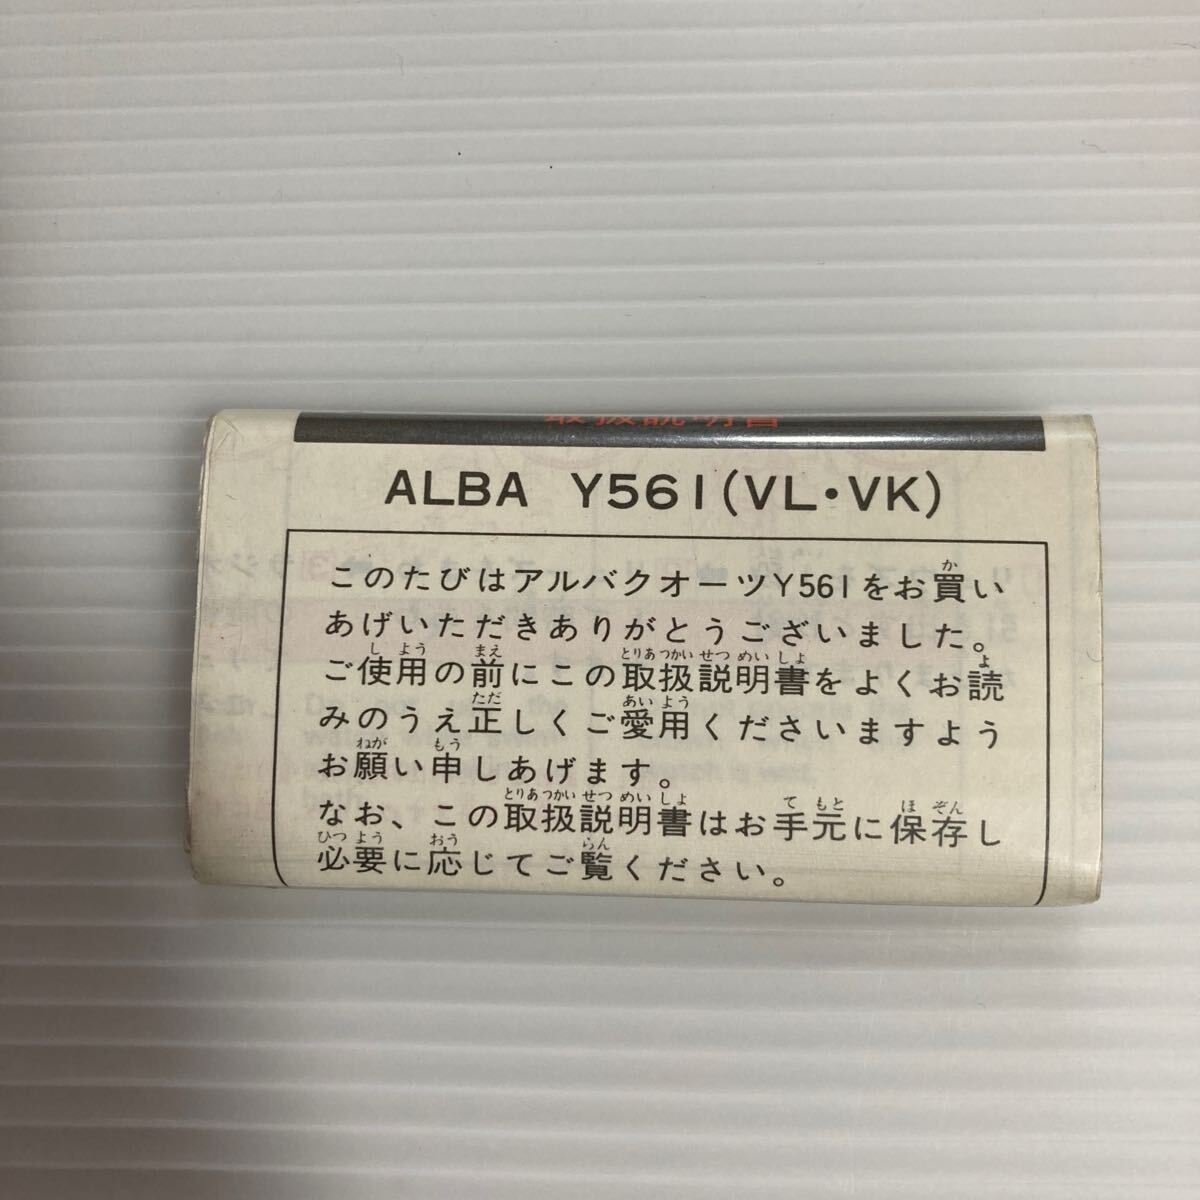 取扱説明書
ALBA Y561(VL・VK)
このたびはアルバクオーツY561をお買い
あげいただきありがとうございました。
ご使用の前にこの取扱説明書をよくお読
みのうえ正しくご愛用くださいますよう
お願い申しあげます。
なお、この取扱説明書はお手元に保存し
必要に応じてご覧ください。